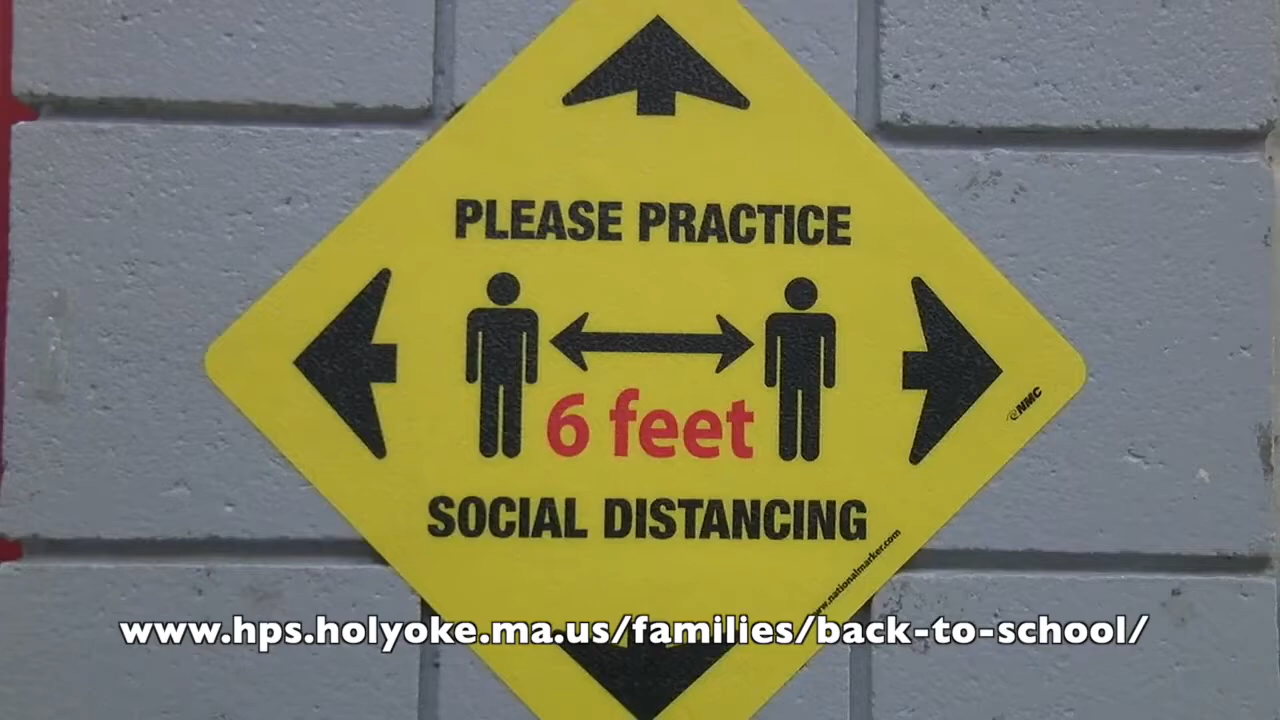 PLEASE PRACTICE
6 feet
NMC
SOCIAL DISTANCING
www.nationalmarker.com
www.hps.holyoke.ma.us/families/back-to-school/